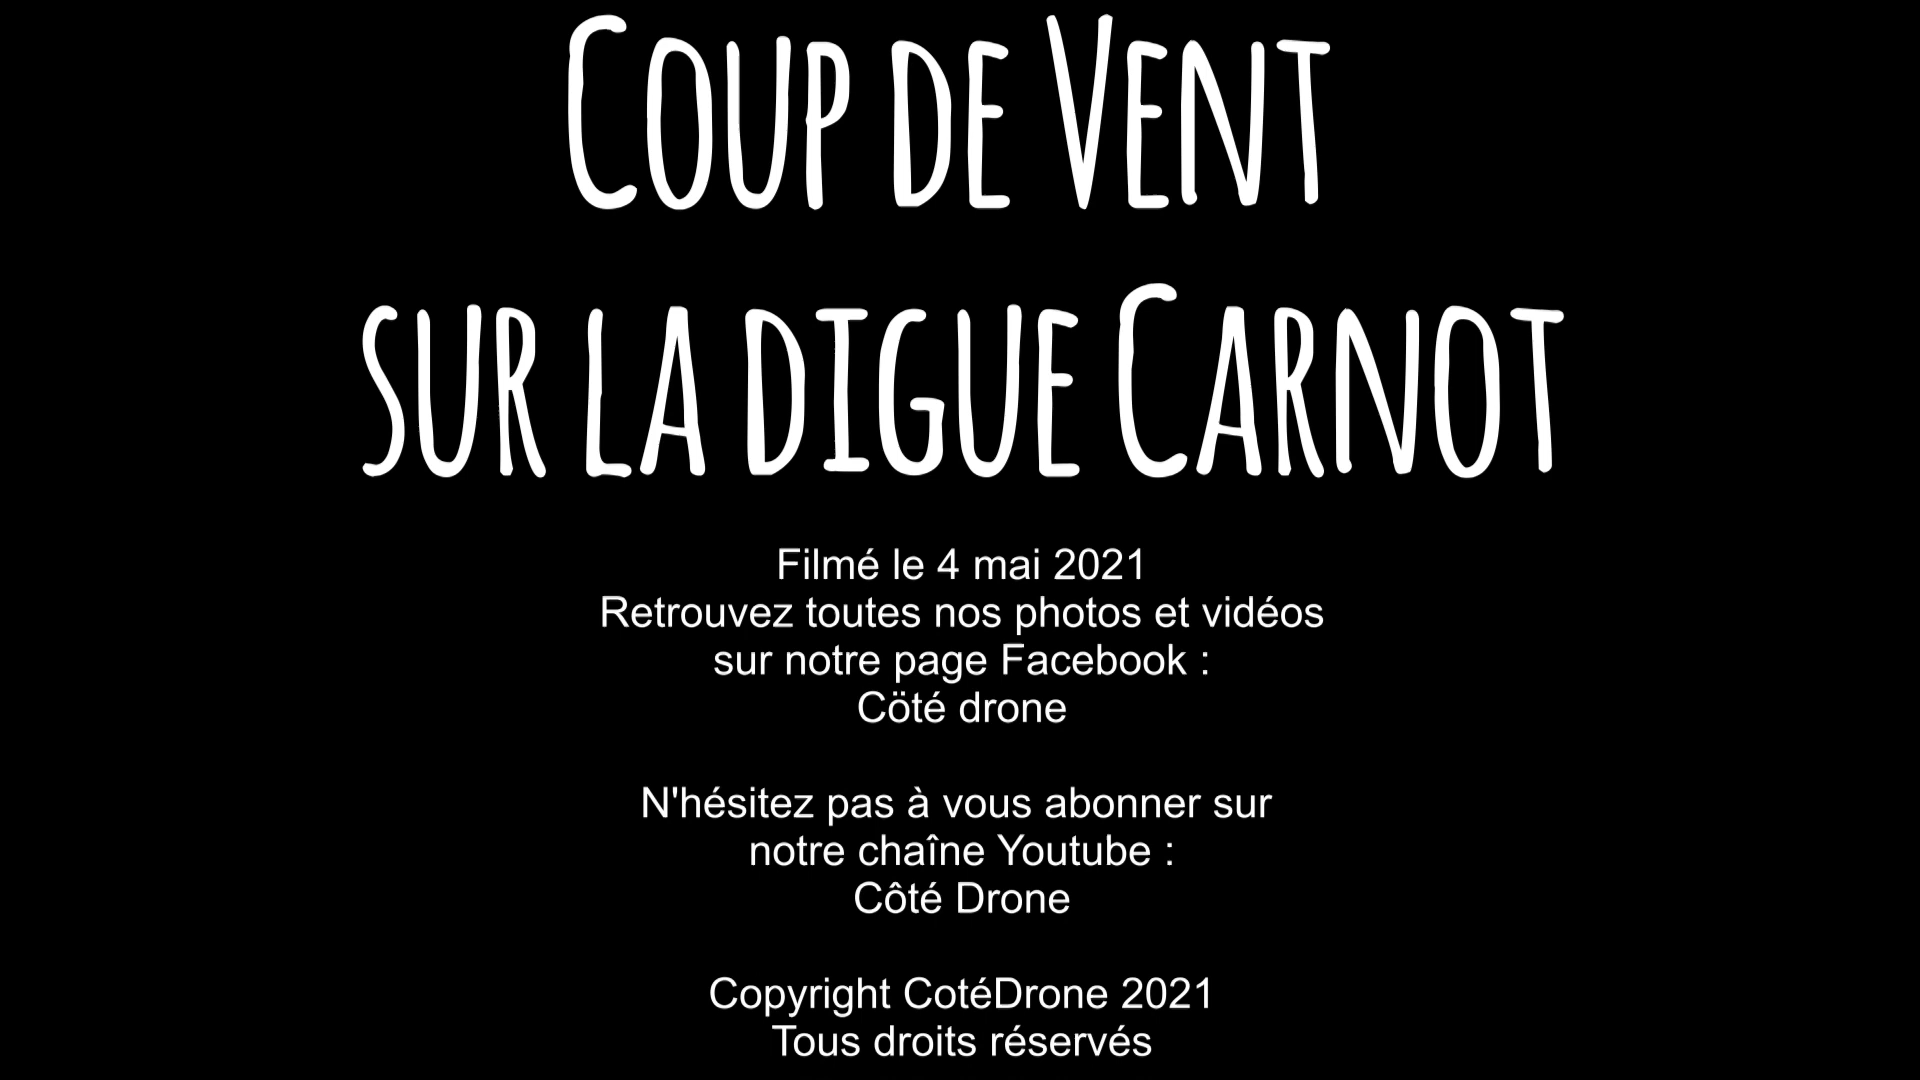 Coup de Vent
sur la digue Carnot
Filmé le 4 mai 2021
Retrouvez toutes nos photos et vidéos
sur notre page Facebook :
Cöté drone
N'hésitez pas à vous abonner sur
notre chaîne Youtube :
Côté Drone
Copyright CotéDrone 2021
Tous droits réservés